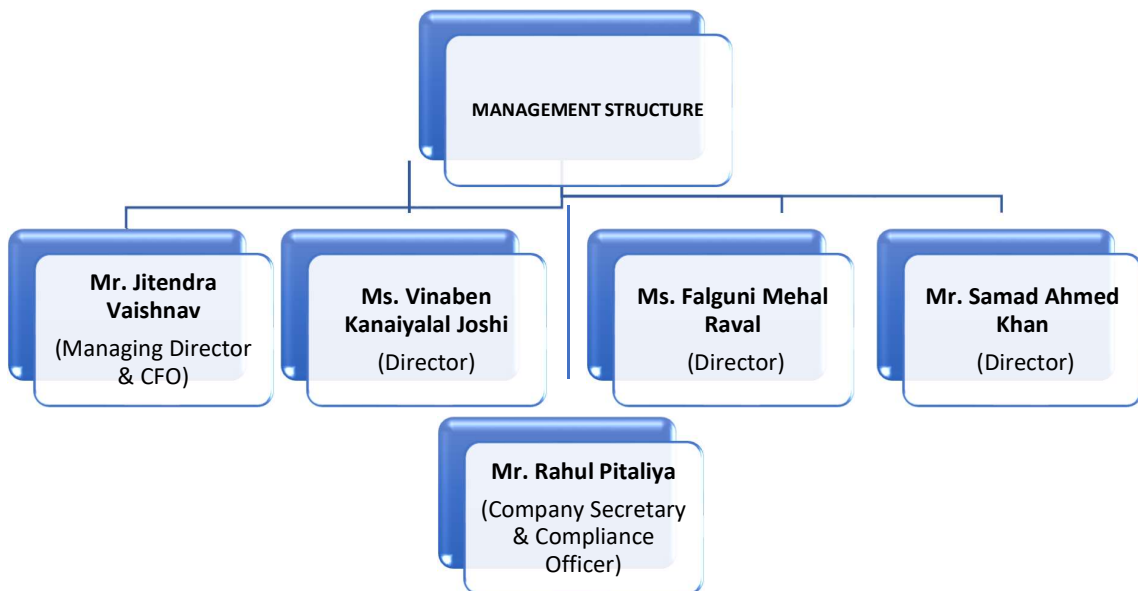 MANAGEMENT STRUCTURE
Mr. Jitendra
Vaishnav
(Managing Director
& CFO)
Ms. Vinaben
Kanaiyalal Joshi
(Director)
Ms. Falguni Mehal
Raval
(Director)
Mr. Samad Ahmed
Khan
(Director)
Mr. Rahul Pitaliya
(Company Secretary
& Compliance
Officer)